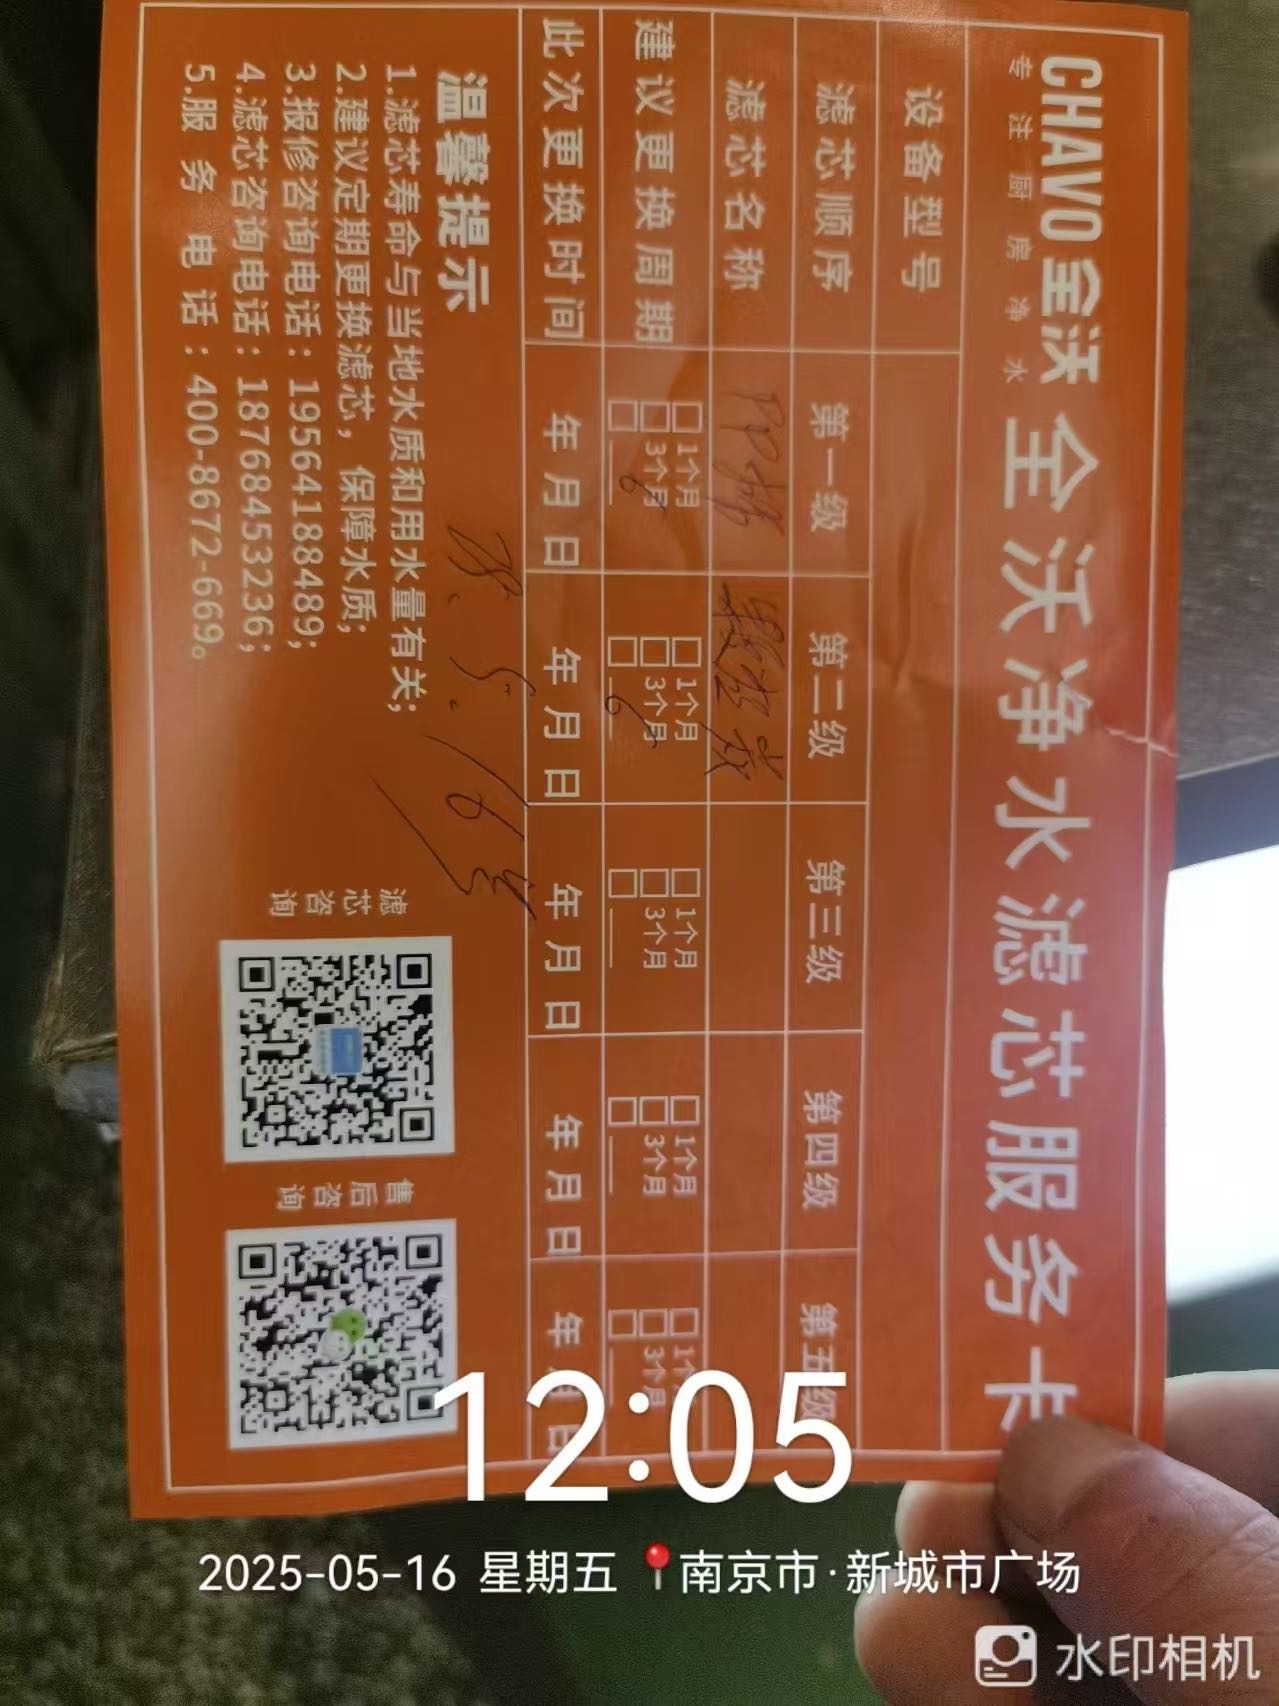 CHAVO 全沃 全沃净水滤芯服务卡
专注厨房净水
设备型号
滤芯顺序 第一级 第二级 第三级 第四级 第五级
滤芯名称 PP棉
建议更换周期 1个月 1个月 1个月 1个月 1个月
3个月 3个月 3个月 3个月 3个月
6 6
此次更换时间 年 月 日 年 月 日 年 月 日 年 月 日 年 月 日
25.5.16
温馨提示
1.滤芯寿命与当地水质和用水量有关;
2.建议定期更换滤芯,保障水质;
3.报修咨询电话:19564188489;
4.滤芯咨询电话:18768453236;
5.服务电话:400-8672-669。
滤芯咨询
售后咨询
12:05
2025-05-16 星期五 南京市·新城市广场
水印相机